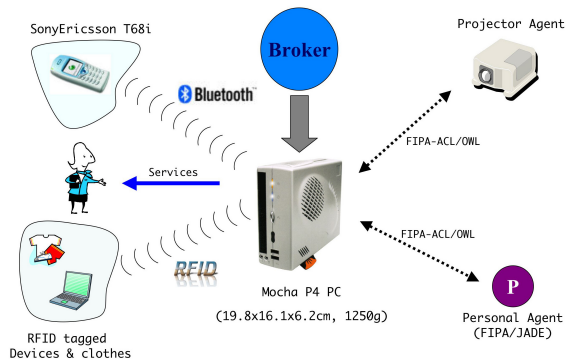 SonyEricsson T68i
Broker
Projector Agent
Bluetooth™
FIPA-ACL/OWL
Services
FIPA-ACL/OWL
RFID
P
Mocha P4 PC
(19.8x16.1x6.2cm, 1250g)
Personal Agent
(FIPA/JADE)
RFID tagged
Devices & clothes